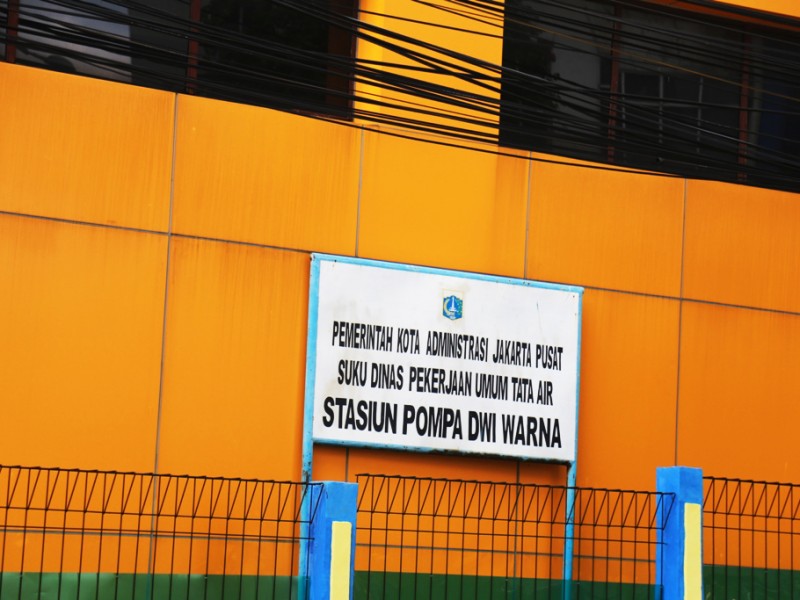 PEMERINTAH KOTA ADMINISTRASI JAKARTA PUSAT
SUKU DINAS PEKERJAAN UMUM TATA AIR
STASIUN POMPA DWI WARNA